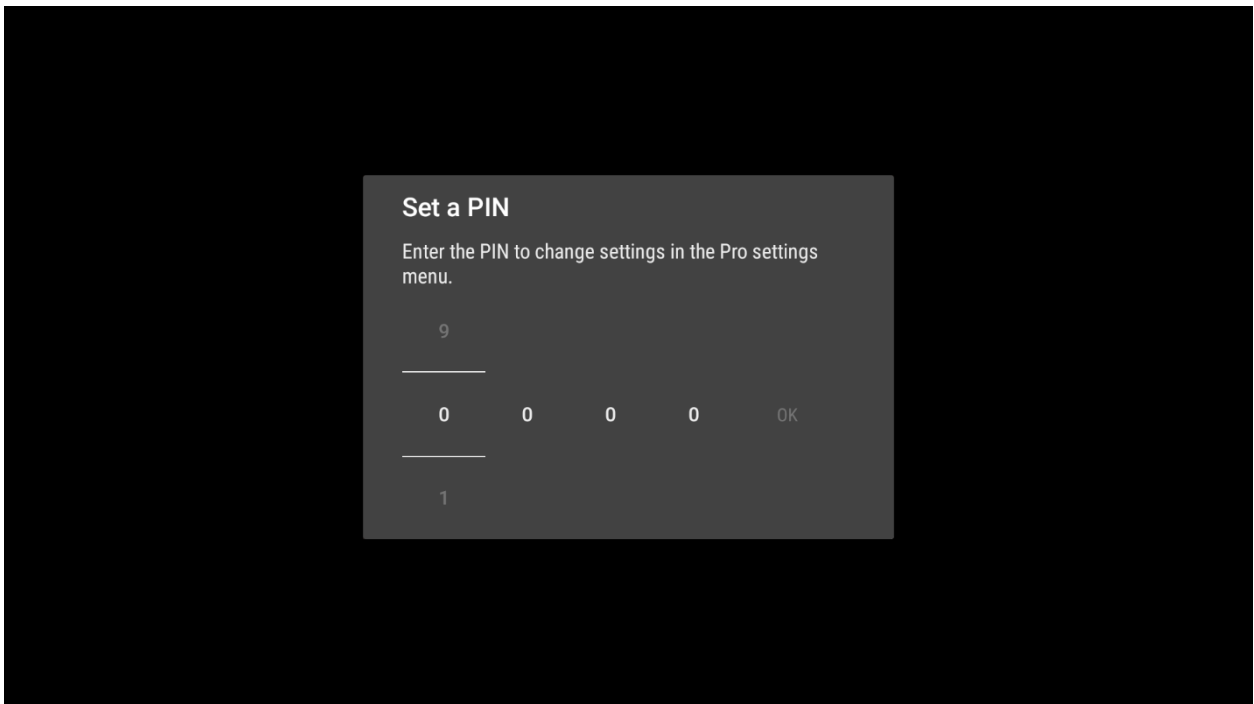 Set a PIN
Enter the PIN to change settings in the Pro settings
menu.
9
0 0 0 0 OK
1